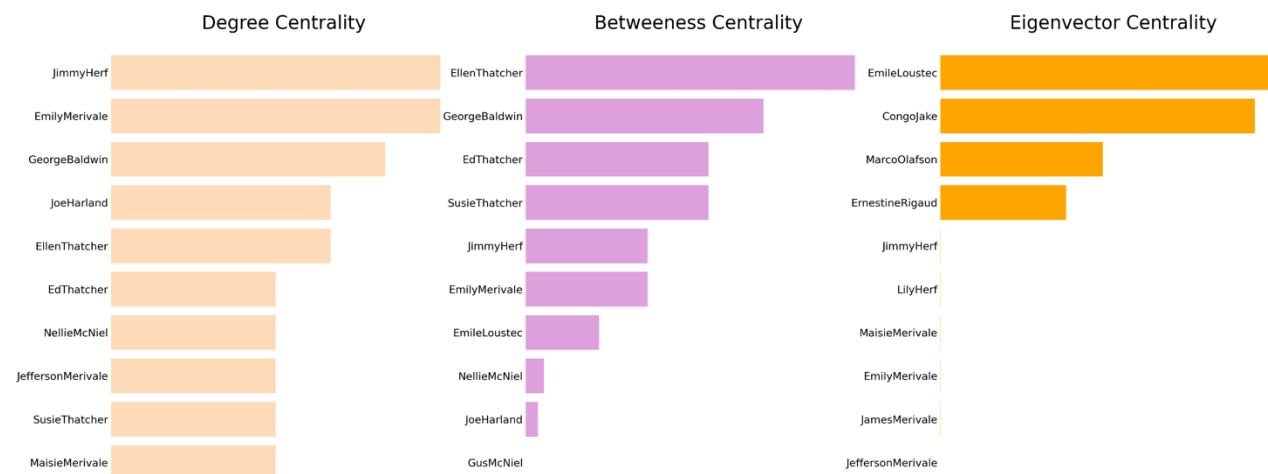 Degree Centrality
JimmyHerf
EmilyMerivale
GeorgeBaldwin
JoeHarland
EllenThatcher
EdThatcher
NellieMcNiel
JeffersonMerivale
SusieThatcher
MaisieMerivale
Betweeness Centrality
EllenThatcher
GeorgeBaldwin
EdThatcher
SusieThatcher
JimmyHerf
EmilyMerivale
EmileLoustec
NellieMcNiel
JoeHarland
GusMcNiel
Eigenvector Centrality
EmileLoustec
CongoJake
MarcoOlafson
ErnestineRigaud
JimmyHerf
LilyHerf
MaisieMerivale
EmilyMerivale
JamesMerivale
JeffersonMerivale